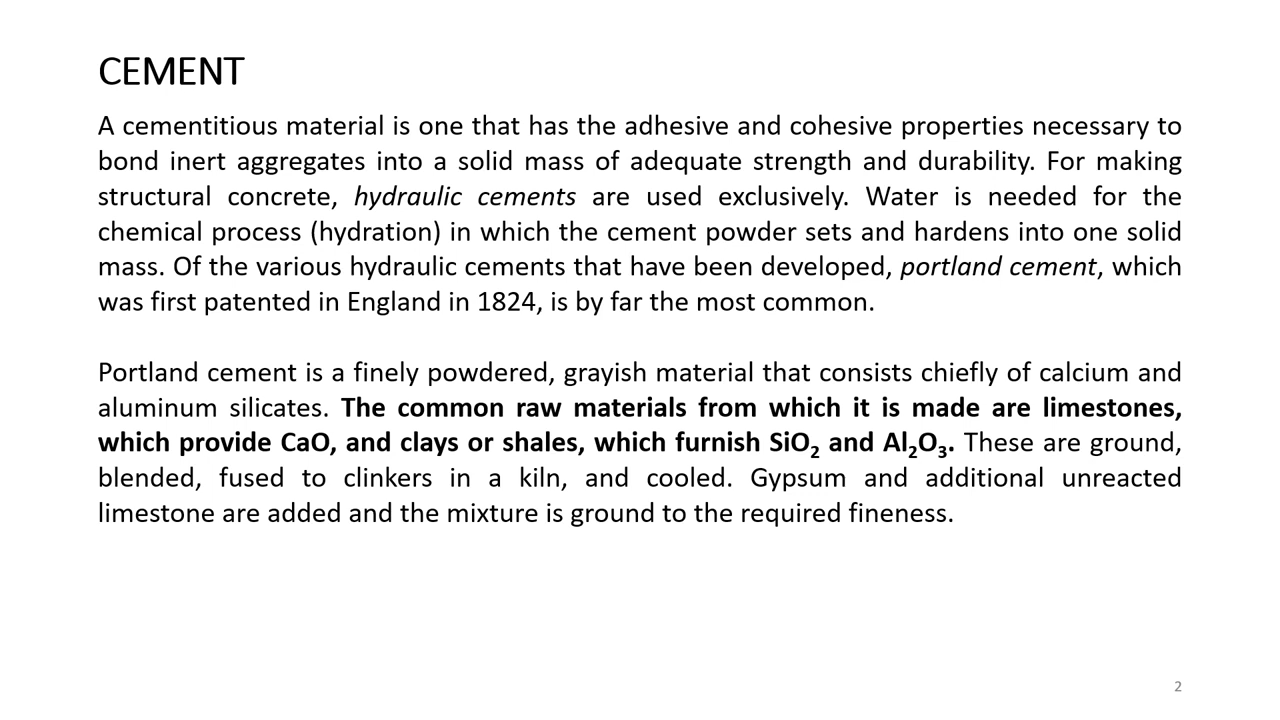 CEMENT
A cementitious material is one that has the adhesive and cohesive properties necessary to
bond inert aggregates into a solid mass of adequate strength and durability. For making
structural concrete, hydraulic cements are used exclusively. Water is needed for the
chemical process (hydration) in which the cement powder sets and hardens into one solid
mass. Of the various hydraulic cements that have been developed, portland cement, which
was first patented in England in 1824, is by far the most common.
Portland cement is a finely powdered, grayish material that consists chiefly of calcium and
aluminum silicates. The common raw materials from which it is made are limestones,
which provide CaO, and clays or shales, which furnish SiO₂ and Al₂O₃. These are ground,
blended, fused to clinkers in a kiln, and cooled. Gypsum and additional unreacted
limestone are added and the mixture is ground to the required fineness.
2